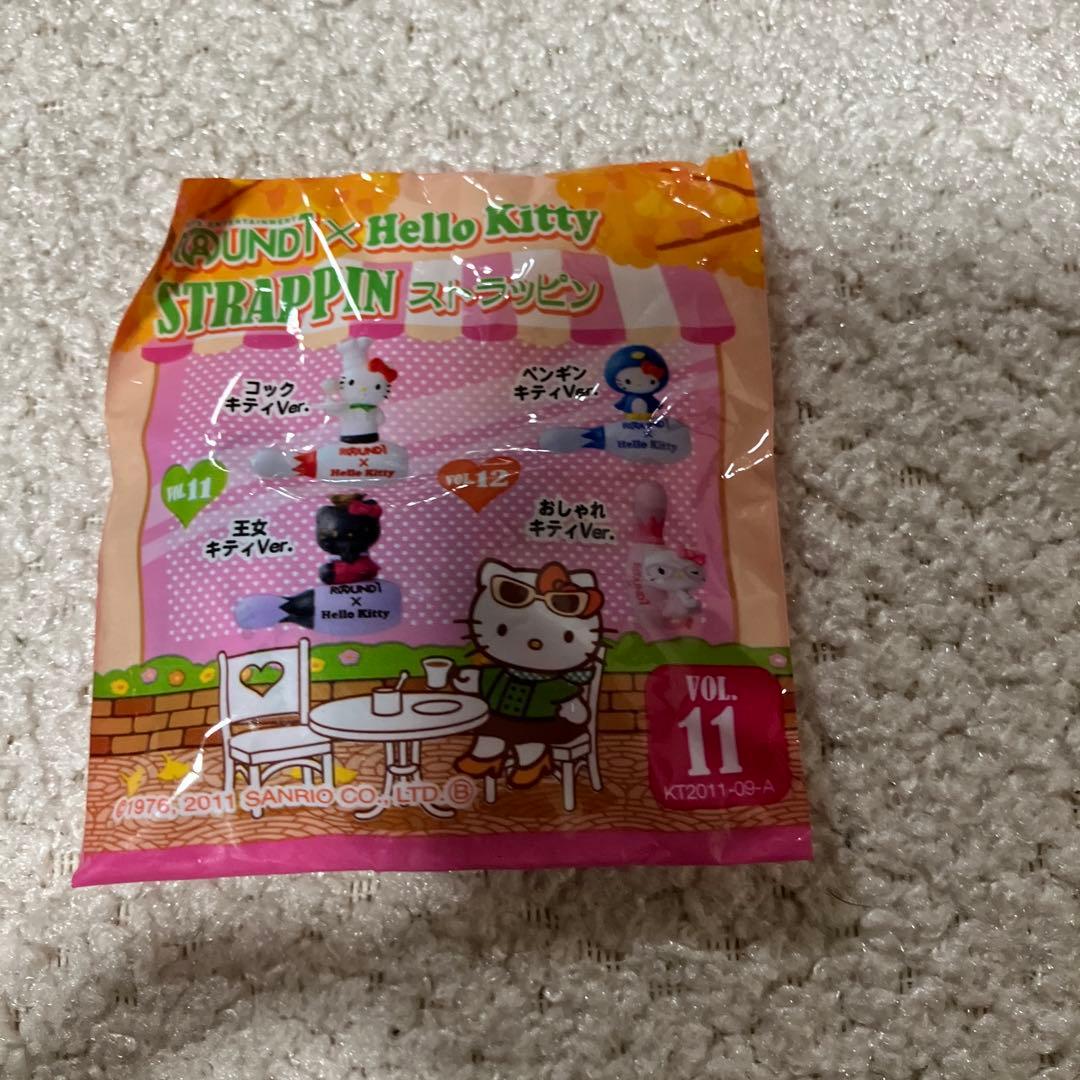 ENTERTAINMENT
ROUND1×Hello Kitty
STRAPPIN ストラッピン
コック
キティVer.
ペンギン
キティVer.
ROUND1
×
Hello Kitty
ROUND1
×
Hello Kitty
VOL.11
VOL.12
王女
キティVer.
おしゃれ
キティVer.
ROUND1
×
Hello Kitty
VOL.
11
KT2011-09-A
©1976, 2011 SANRIO CO., LTD. Ⓑ